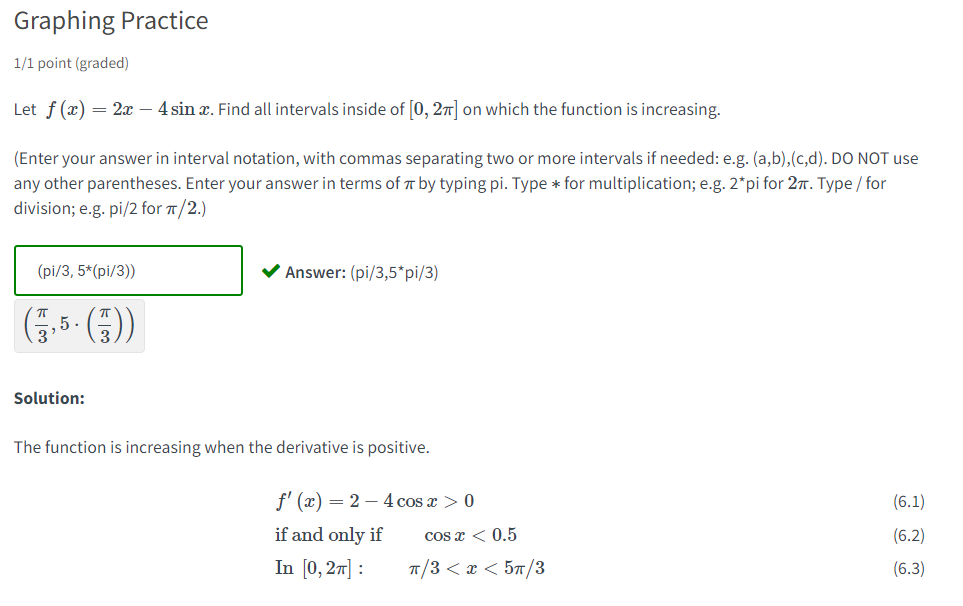 Graphing Practice
1/1 point (graded)
Let f (x) = 2x − 4 sin x. Find all intervals inside of [0, 2π] on which the function is increasing.
(Enter your answer in interval notation, with commas separating two or more intervals if needed: e.g. (a,b),(c,d). DO NOT use
any other parentheses. Enter your answer in terms of π by typing pi. Type ∗ for multiplication; e.g. 2*pi for 2π. Type / for
division; e.g. pi/2 for π/2.)
(pi/3, 5*(pi/3))
✔ Answer: (pi/3,5*pi/3)
(π/3, 5 · (π/3))
Solution:
The function is increasing when the derivative is positive.
f′ (x) = 2 − 4 cos x > 0 (6.1)
if and only if cos x < 0.5 (6.2)
In [0, 2π] : π/3 < x < 5π/3 (6.3)